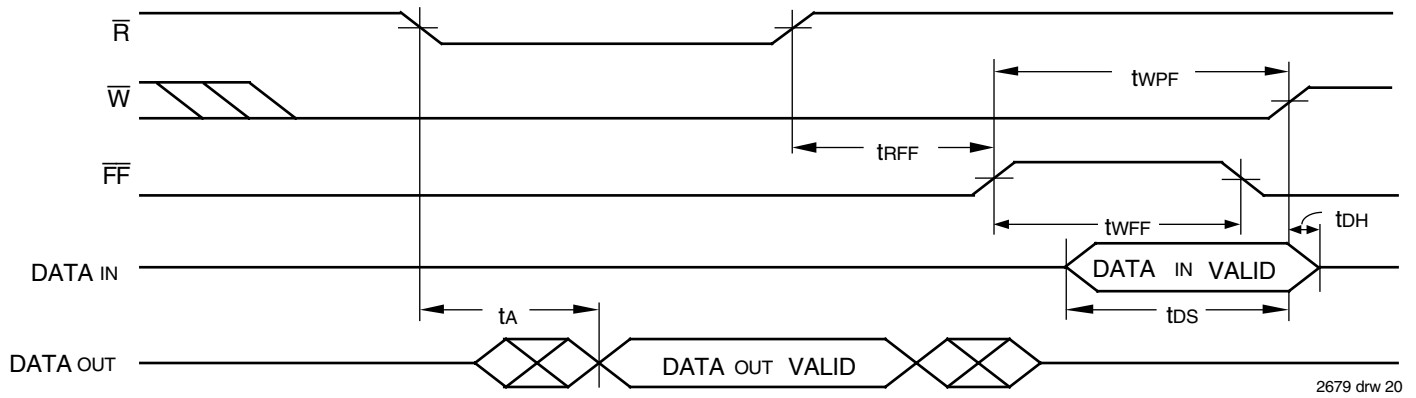 R̅
tWPF
W̅
tRFF
F̅F̅
tWFF
tDH
DATA IN
DATA IN VALID
tA
tDS
DATA OUT
DATA OUT VALID
2679 drw 20